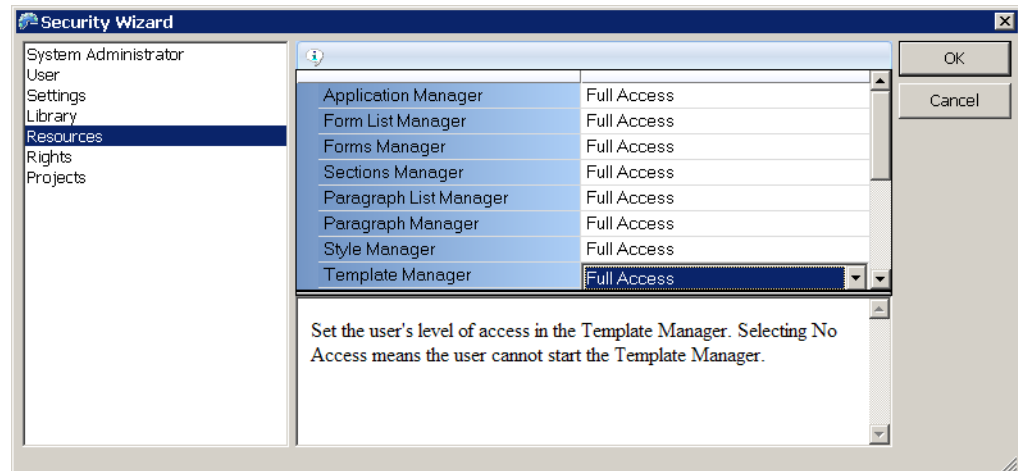 Security Wizard
System Administrator
User
Settings
Library
Resources
Rights
Projects
Application Manager Full Access
Form List Manager Full Access
Forms Manager Full Access
Sections Manager Full Access
Paragraph List Manager Full Access
Paragraph Manager Full Access
Style Manager Full Access
Template Manager Full Access
Set the user's level of access in the Template Manager. Selecting No
Access means the user cannot start the Template Manager.
OK
Cancel